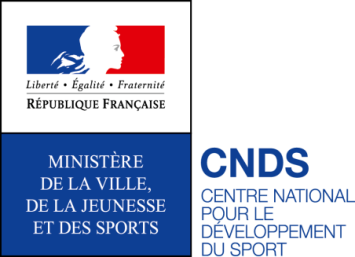 Liberté • Égalité • Fraternité
RÉPUBLIQUE FRANÇAISE
MINISTÈRE
DE LA VILLE,
DE LA JEUNESSE
ET DES SPORTS
CNDS
CENTRE NATIONAL
POUR LE
DÉVELOPPEMENT
DU SPORT